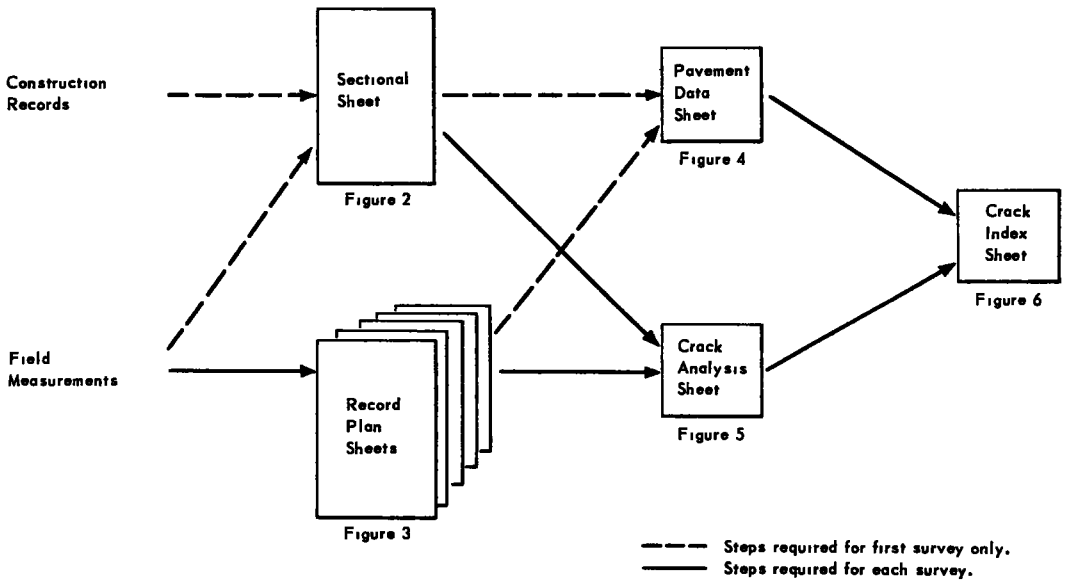 Construction
Records
Sectional
Sheet
Figure 2
Pavement
Data
Sheet
Figure 4
Crack
Index
Sheet
Figure 6
Field
Measurements
Record
Plan
Sheets
Figure 3
Crack
Analysis
Sheet
Figure 5
Steps required for first survey only.
Steps required for each survey.